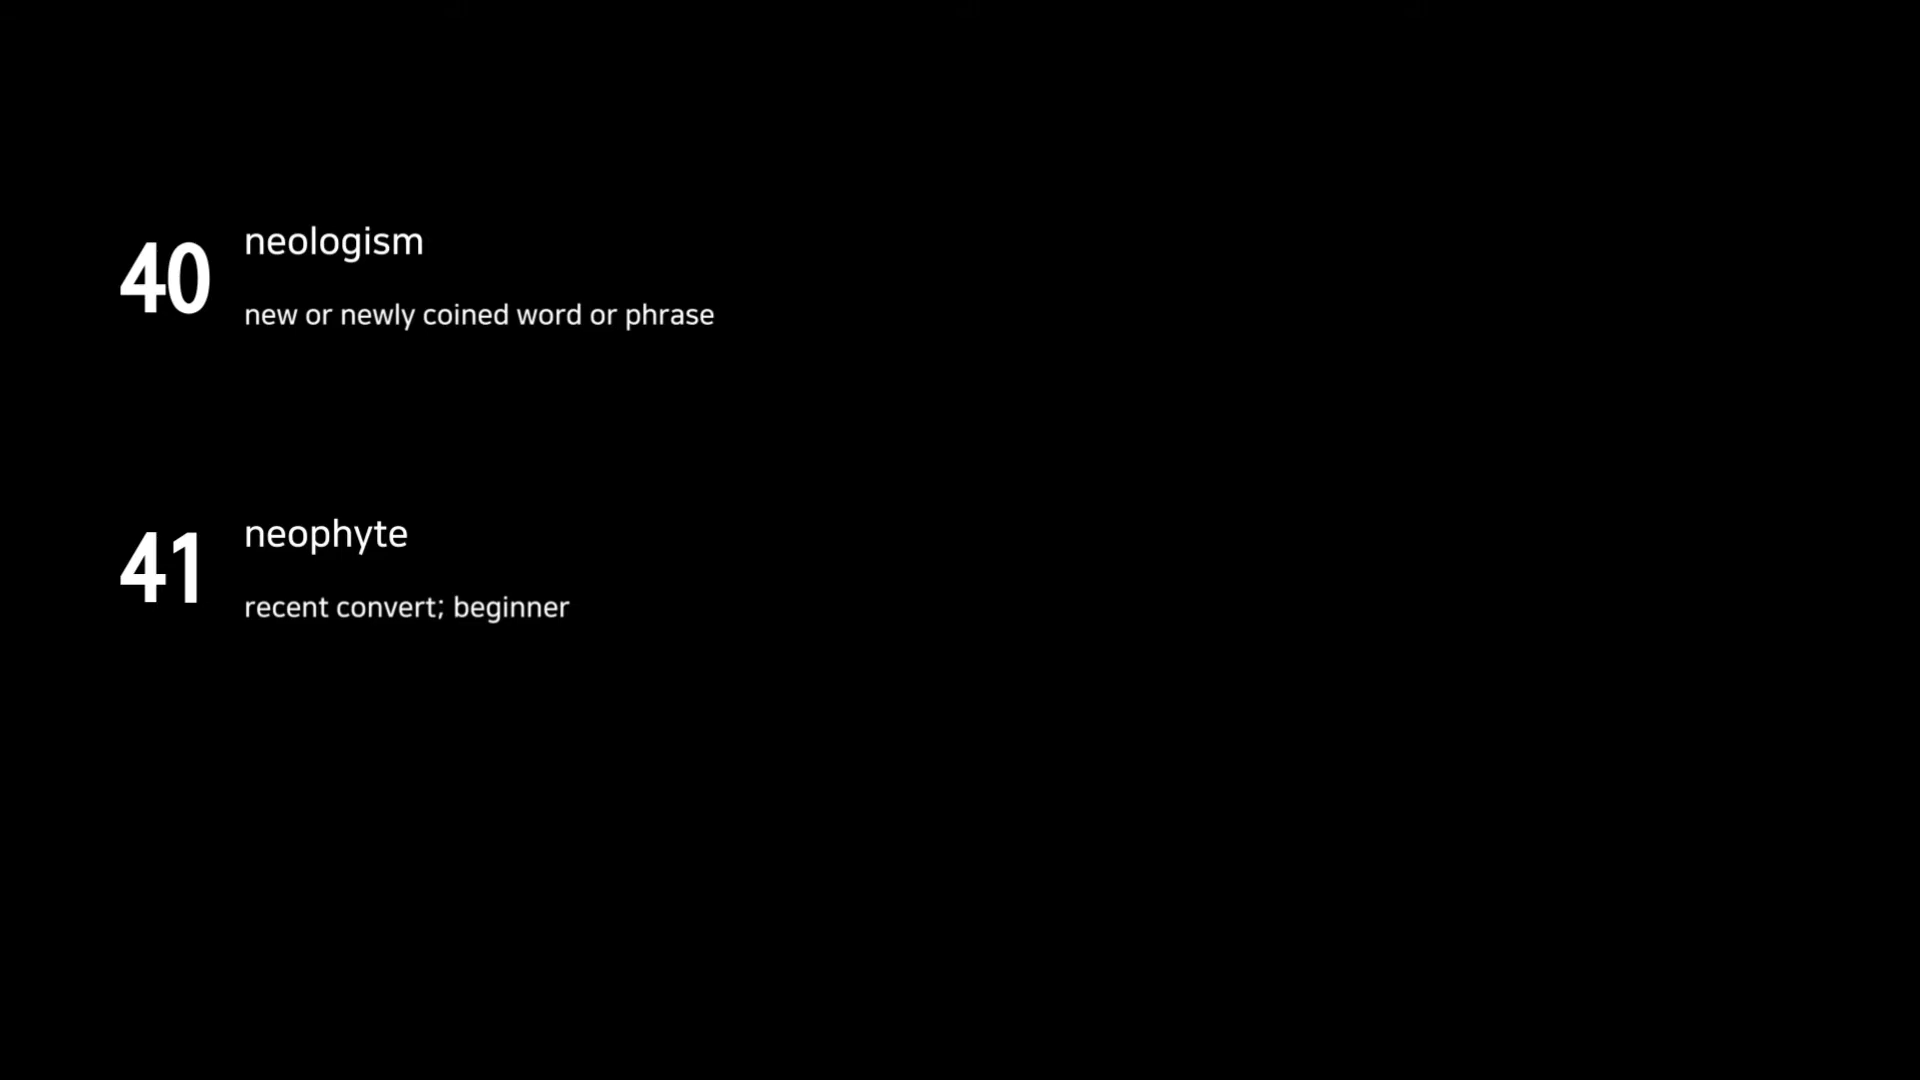 40
neologism
new or newly coined word or phrase
41
neophyte
recent convert; beginner